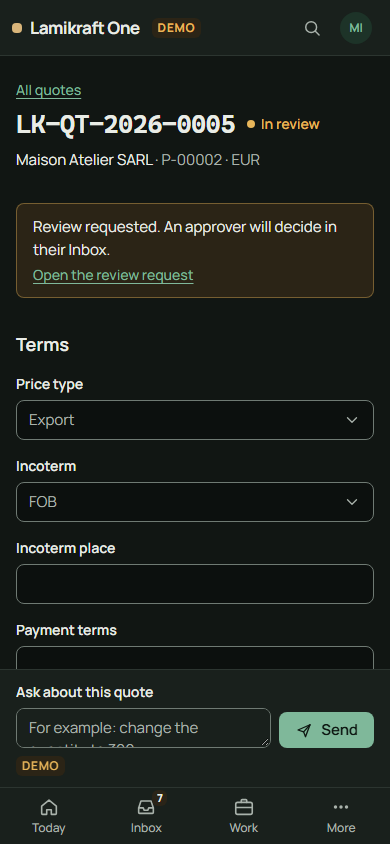 Lamikraft One DEMO MI
All quotes
LK-QT-2026-0005 In review
Maison Atelier SARL · P-00002 · EUR
Review requested. An approver will decide in
their Inbox.
Open the review request
Terms
Price type
Export
Incoterm
FOB
Incoterm place
Payment terms
Ask about this quote
For example: change the
Send
DEMO
7
Today Inbox Work More